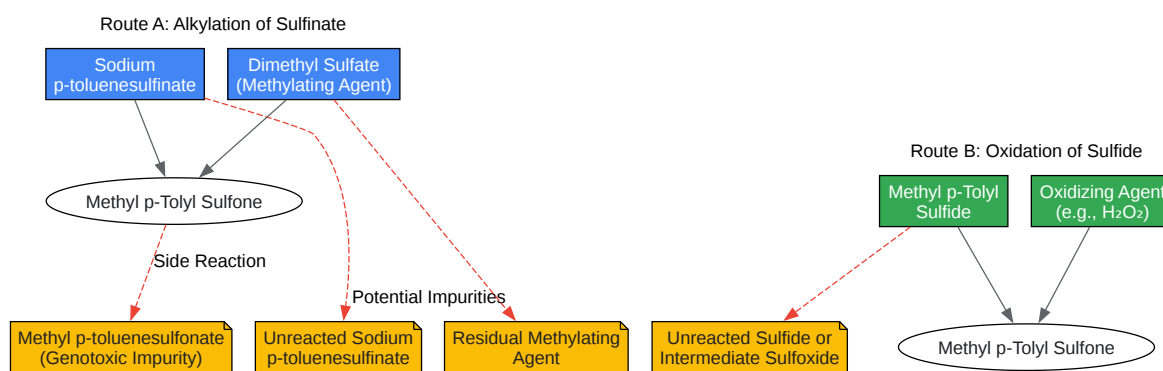 Route A: Alkylation of Sulfinate
Sodium
p-toluenesulfinate
Dimethyl Sulfate
(Methylating Agent)
Methyl p-Tolyl Sulfone
Side Reaction
Potential Impurities
Methyl p-toluenesulfonate
(Genotoxic Impurity)
Unreacted Sodium
p-toluenesulfinate
Residual Methylating
Agent
Route B: Oxidation of Sulfide
Methyl p-Tolyl
Sulfide
Oxidizing Agent
(e.g., H₂O₂)
Unreacted Sulfide or
Intermediate Sulfoxide
Methyl p-Tolyl Sulfone